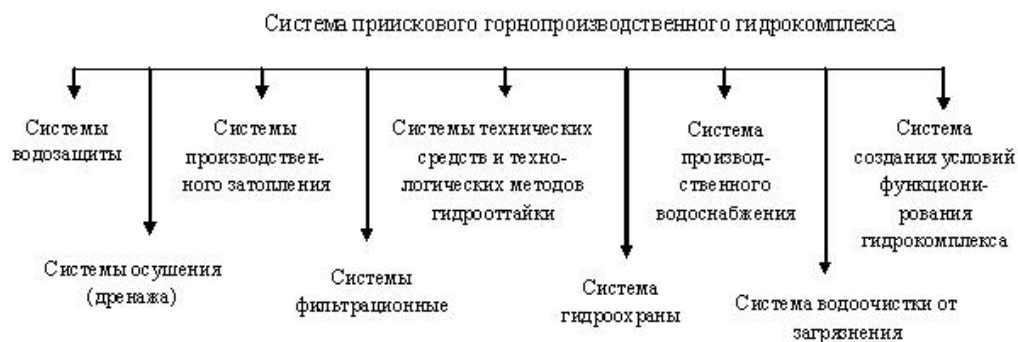 Система приискового горнопроизводственного гидрокомплекса
Системы
водозащиты
Системы осушения
(дренажа)
Системы
производствен-
ного затопления
Системы
фильтрационные
Системы технических
средств и техно-
логических методов
гидрооттайки
Система
гидроохраны
Система
производ-
ственного
водоснабжения
Система водоочистки от
загрязнения
Система
создания условий
функциони-
рования
гидрокомплекса